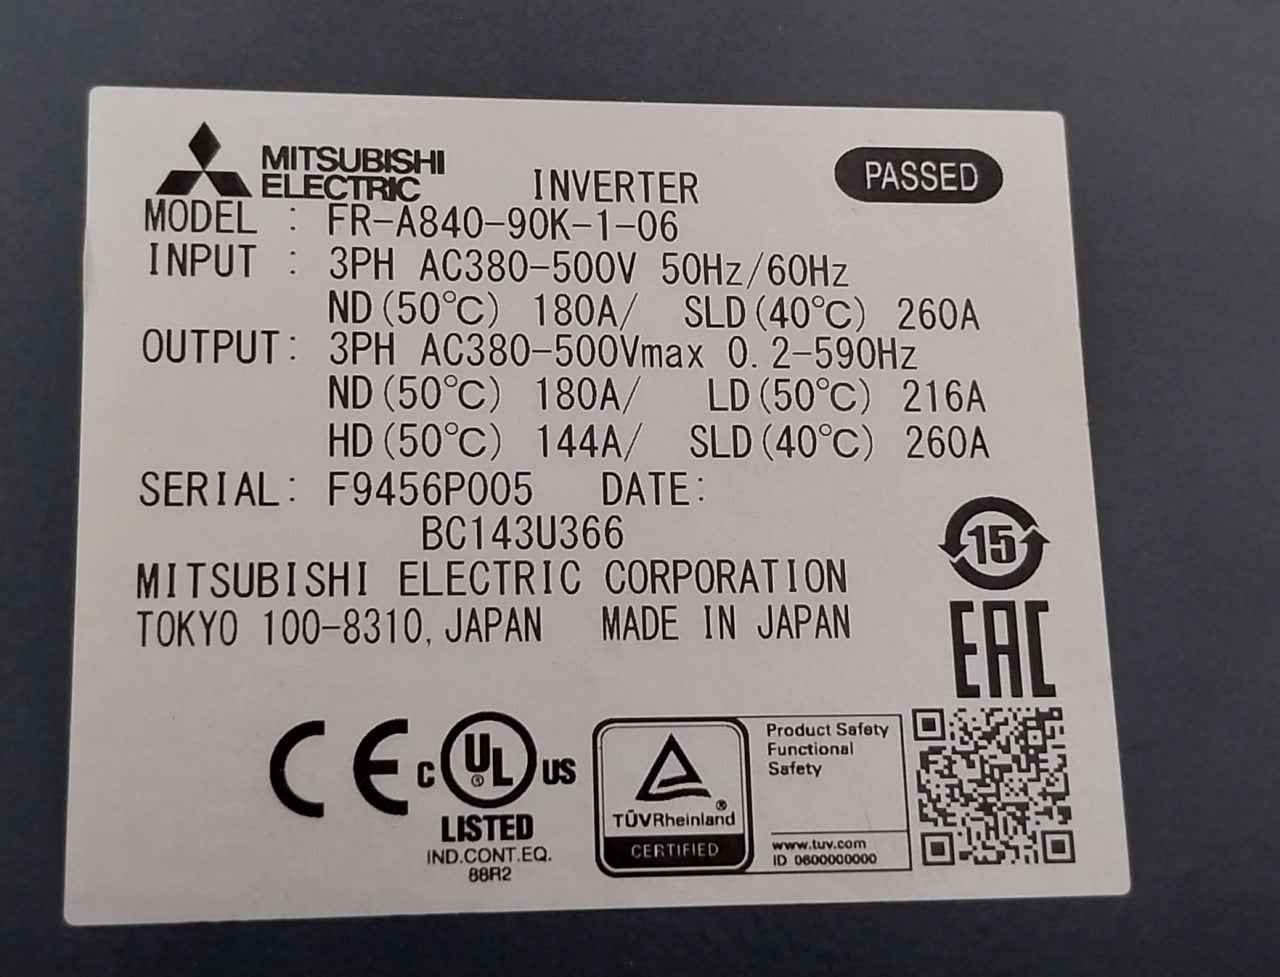 MITSUBISHI
ELECTRIC
INVERTER
PASSED
MODEL : FR-A840-90K-1-06
INPUT : 3PH AC380-500V 50Hz/60Hz
ND(50℃) 180A/ SLD(40℃) 260A
OUTPUT: 3PH AC380-500Vmax 0.2-590Hz
ND(50℃) 180A/ LD(50℃) 216A
HD(50℃) 144A/ SLD(40℃) 260A
SERIAL: F9456P005 DATE:
BC143U366
MITSUBISHI ELECTRIC CORPORATION
TOKYO 100-8310, JAPAN MADE IN JAPAN
15
EAC
CE
C UL ® US
LISTED
IND.CONT.EQ.
88R2
TÜVRheinland ®
CERTIFIED
Product Safety
Functional
Safety
www.tuv.com
ID 0600000000